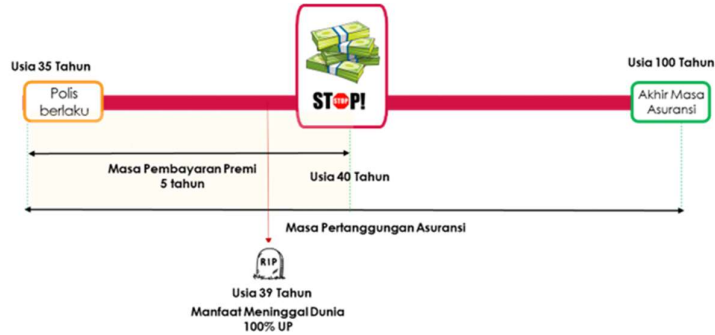 Usia 35 Tahun
Polis
berlaku
STOP!
STOP
Usia 100 Tahun
Akhir Masa
Asuransi
Masa Pembayaran Premi
5 tahun
Usia 40 Tahun
Masa Pertanggungan Asuransi
RIP
Usia 39 Tahun
Manfaat Meninggal Dunia
100% UP